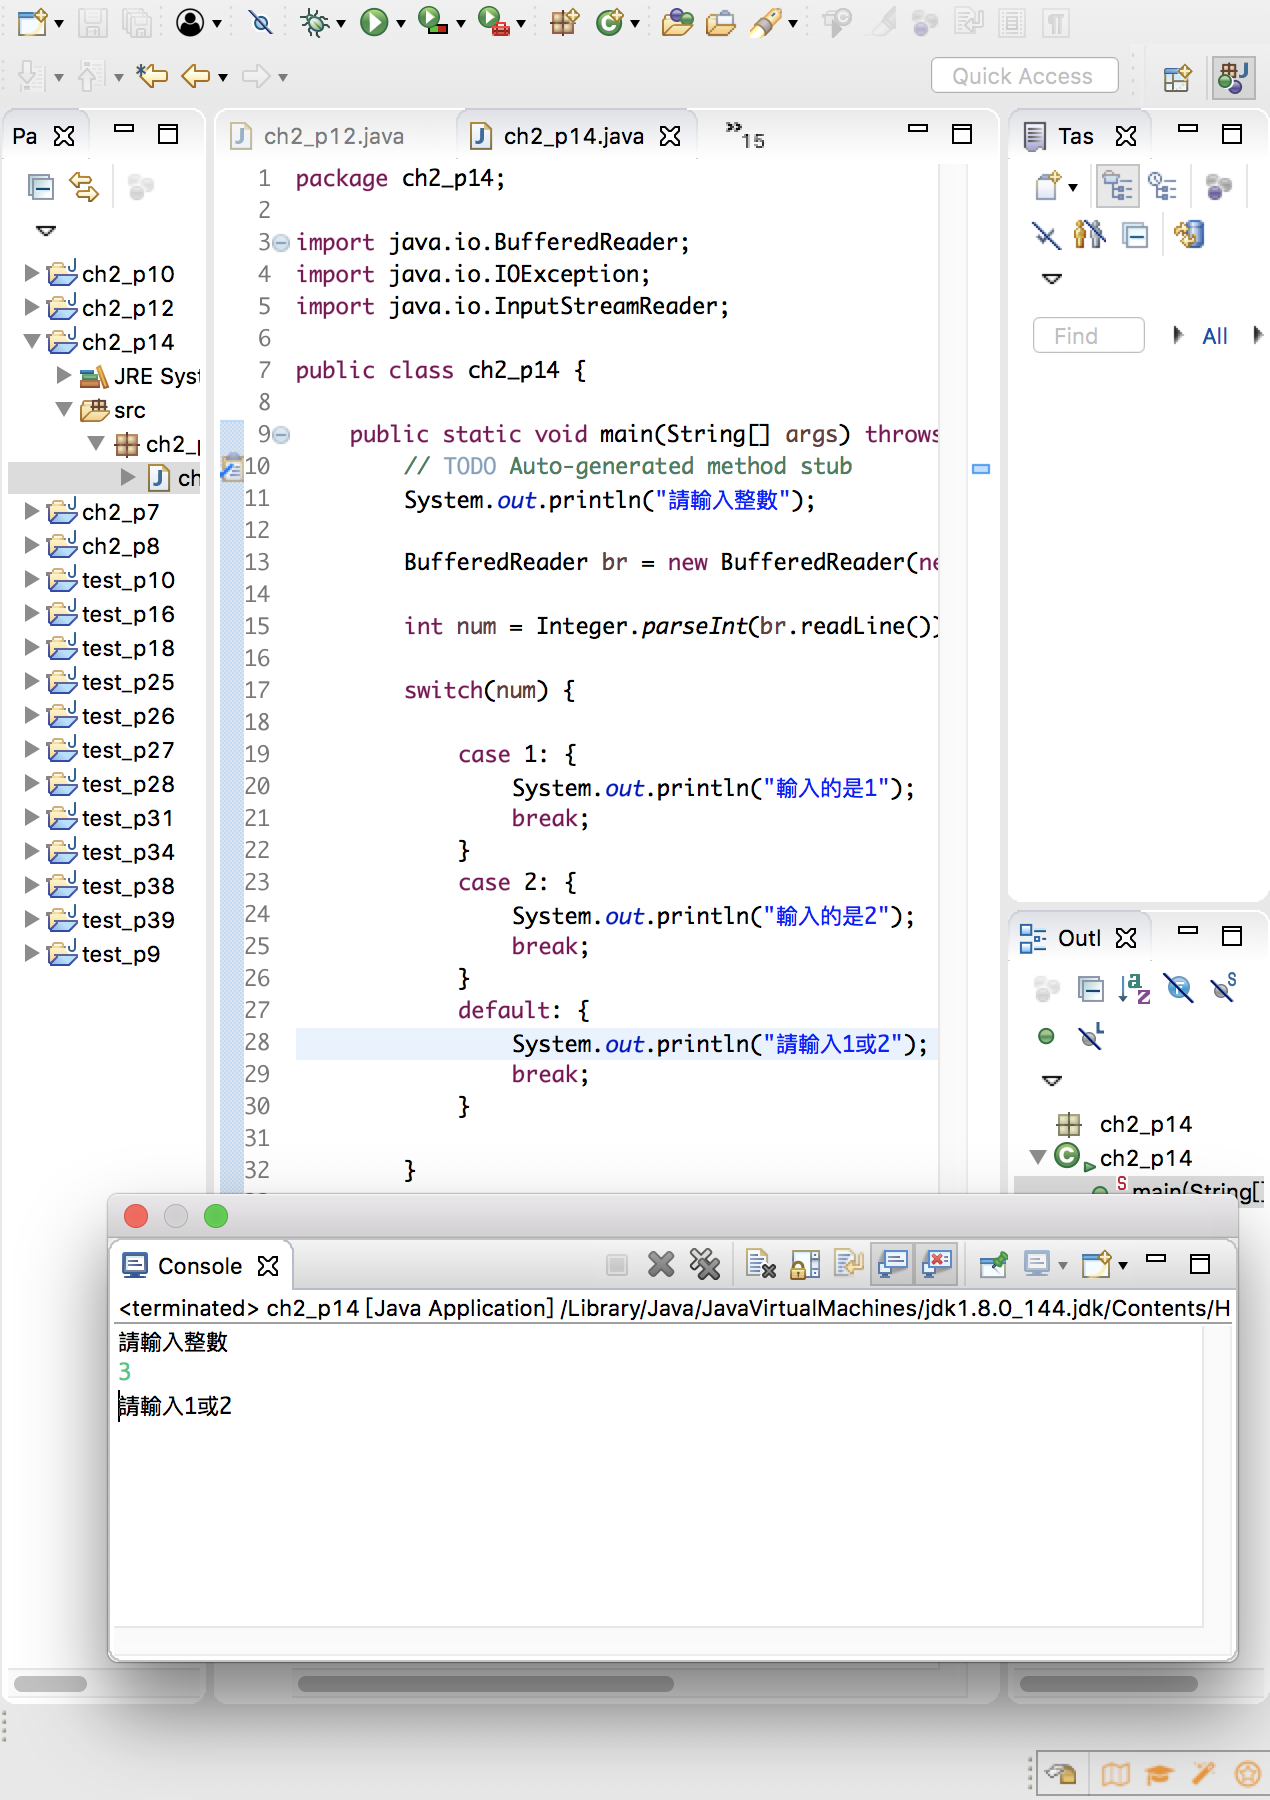 Quick Access
Pa
ch2_p10
ch2_p12
ch2_p14
JRE Syst
src
ch2_p
ch
ch2_p7
ch2_p8
test_p10
test_p16
test_p18
test_p25
test_p26
test_p27
test_p28
test_p31
test_p34
test_p38
test_p39
test_p9
ch2_p12.java
ch2_p14.java
»15
1 package ch2_p14;
2
3 import java.io.BufferedReader;
4 import java.io.IOException;
5 import java.io.InputStreamReader;
6
7 public class ch2_p14 {
8
9 public static void main(String[] args) throws
10 // TODO Auto-generated method stub
11 System.out.println("請輸入整數");
12
13 BufferedReader br = new BufferedReader(ne
14
15 int num = Integer.parseInt(br.readLine())
16
17 switch(num) {
18
19 case 1: {
20 System.out.println("輸入的是1");
21 break;
22 }
23 case 2: {
24 System.out.println("輸入的是2");
25 break;
26 }
27 default: {
28 System.out.println("請輸入1或2");
29 break;
30 }
31
32 }
Tas
Find
All
Outl
ch2_p14
ch2_p14
main(String[]
Console
<terminated> ch2_p14 [Java Application] /Library/Java/JavaVirtualMachines/jdk1.8.0_144.jdk/Contents/H
請輸入整數
3
請輸入1或2